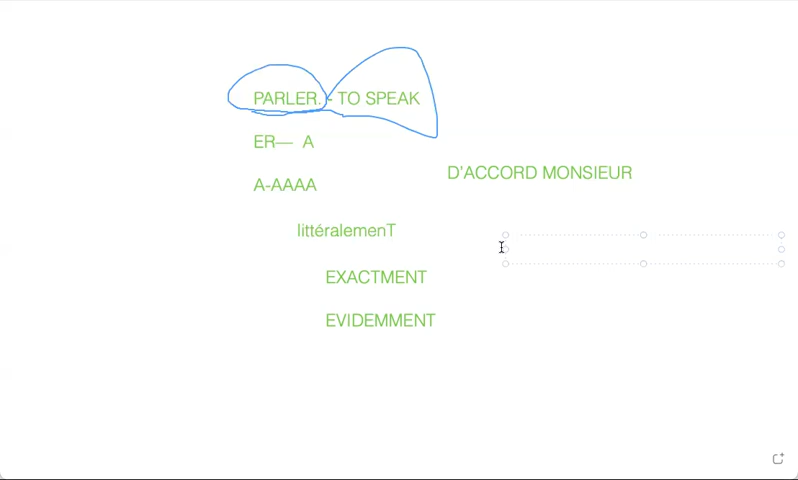 PARLER. - TO SPEAK
ER— A
D'ACCORD MONSIEUR
A-AAAA
littéralemenT
EXACTMENT
EVIDEMMENT